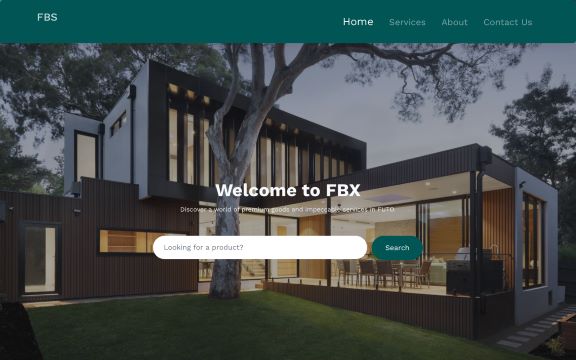 FBS
Home Services About Contact Us
Welcome to FBX
Discover a world of premium goods and impeccable services in FUTO.
Looking for a product? Search